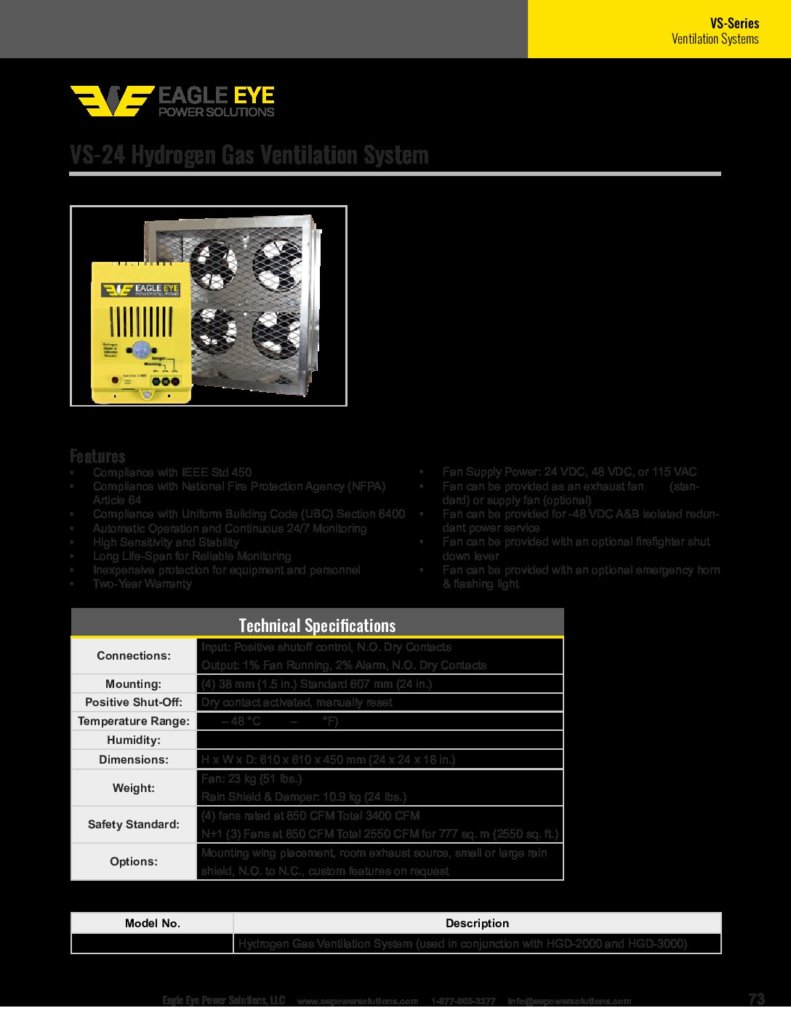 VS-Series
Ventilation Systems
EAGLE EYE
POWER SOLUTIONS
VS-24 Hydrogen Gas Ventilation System
EAGLE EYE
POWER SOLUTIONS
Danger
Warning
Features
• Compliance with IEEE Std 450
• Compliance with National Fire Protection Agency (NFPA)
Article 64
• Compliance with Uniform Building Code (UBC) Section 6400
• Automatic Operation and Continuous 24/7 Monitoring
• High Sensitivity and Stability
• Long Life-Span for Reliable Monitoring
• Inexpensive protection for equipment and personnel
• Two-Year Warranty
• Fan Supply Power: 24 VDC, 48 VDC, or 115 VAC
• Fan can be provided as an exhaust fan (stan-
dard) or supply fan (optional)
• Fan can be provided for -48 VDC A&B isolated redun-
dant power service
• Fan can be provided with an optional firefighter shut
down lever
• Fan can be provided with an optional emergency horn
& flashing light
Technical Specifications
Connections:
Input: Positive shutoff control, N.O. Dry Contacts
Output: 1% Fan Running, 2% Alarm, N.O. Dry Contacts
Mounting: (4) 38 mm (1.5 in.) Standard 607 mm (24 in.)
Positive Shut-Off: Dry contact activated, manually reset
Temperature Range: – 48 °C – °F)
Humidity:
Dimensions: H x W x D: 610 x 610 x 450 mm (24 x 24 x 18 in.)
Weight:
Fan: 23 kg (51 lbs.)
Rain Shield & Damper: 10.9 kg (24 lbs.)
Safety Standard:
(4) fans rated at 850 CFM Total 3400 CFM
N+1 (3) Fans at 850 CFM Total 2550 CFM for 777 sq. m (2550 sq. ft.)
Options:
Mounting wing placement, room exhaust source, small or large rain
shield, N.O. to N.C., custom features on request
Model No. Description
Hydrogen Gas Ventilation System (used in conjunction with HGD-2000 and HGD-3000)
Eagle Eye Power Solutions, LLC www.eepowersolutions.com 1-877-805-3377 info@eepowersolutions.com 73